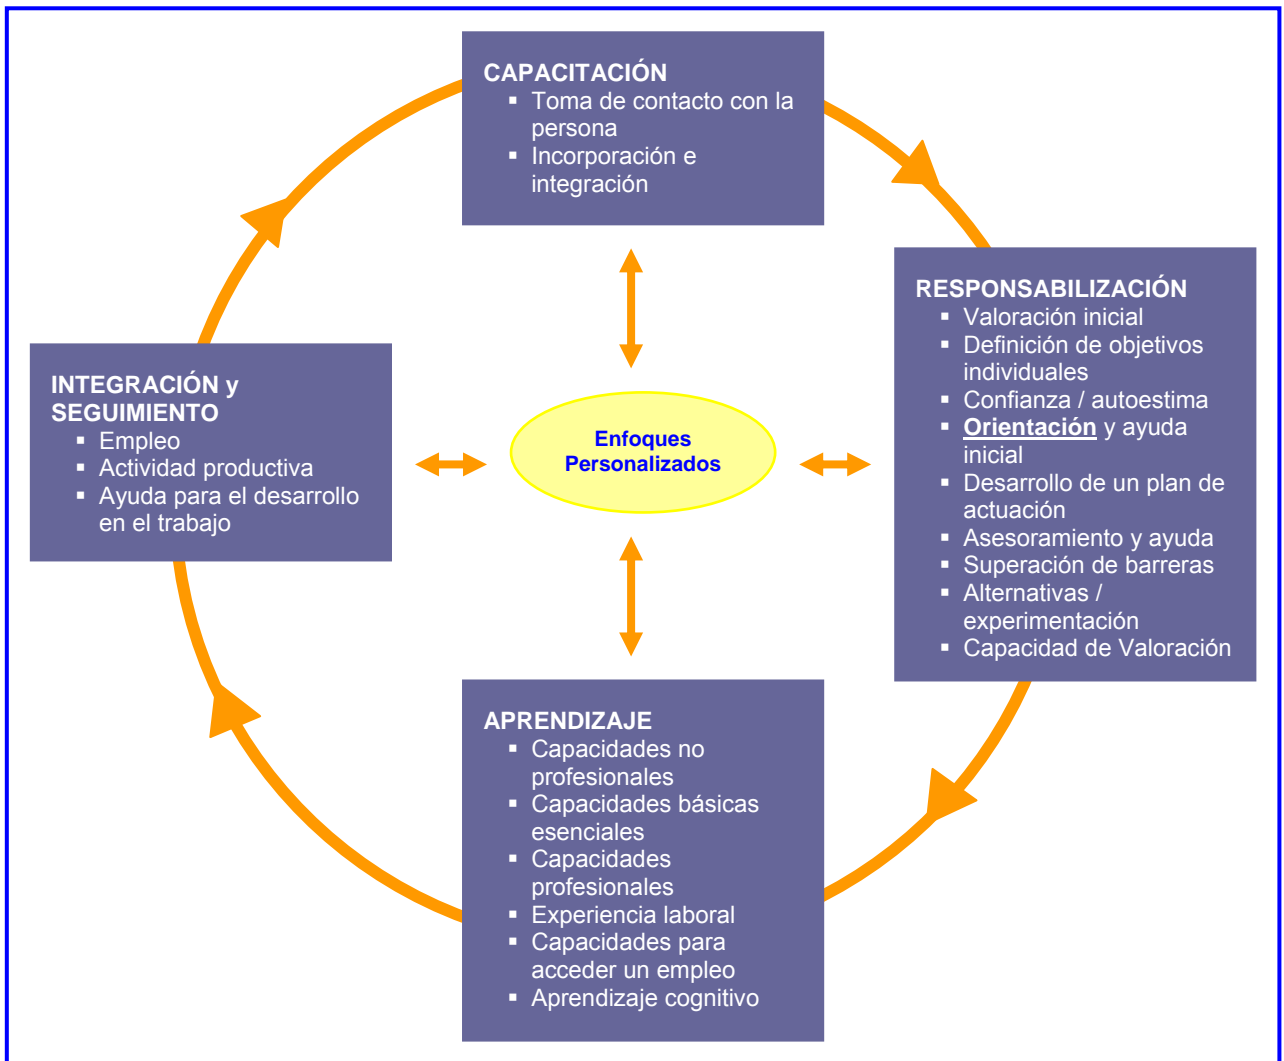 CAPACITACIÓN
▪ Toma de contacto con la
persona
▪ Incorporación e
integración
RESPONSABILIZACIÓN
▪ Valoración inicial
▪ Definición de objetivos
individuales
▪ Confianza / autoestima
▪ Orientación y ayuda
inicial
▪ Desarrollo de un plan de
actuación
▪ Asesoramiento y ayuda
▪ Superación de barreras
▪ Alternativas /
experimentación
▪ Capacidad de Valoración
INTEGRACIÓN y
SEGUIMIENTO
▪ Empleo
▪ Actividad productiva
▪ Ayuda para el desarrollo
en el trabajo
Enfoques
Personalizados
APRENDIZAJE
▪ Capacidades no
profesionales
▪ Capacidades básicas
esenciales
▪ Capacidades
profesionales
▪ Experiencia laboral
▪ Capacidades para
acceder un empleo
▪ Aprendizaje cognitivo